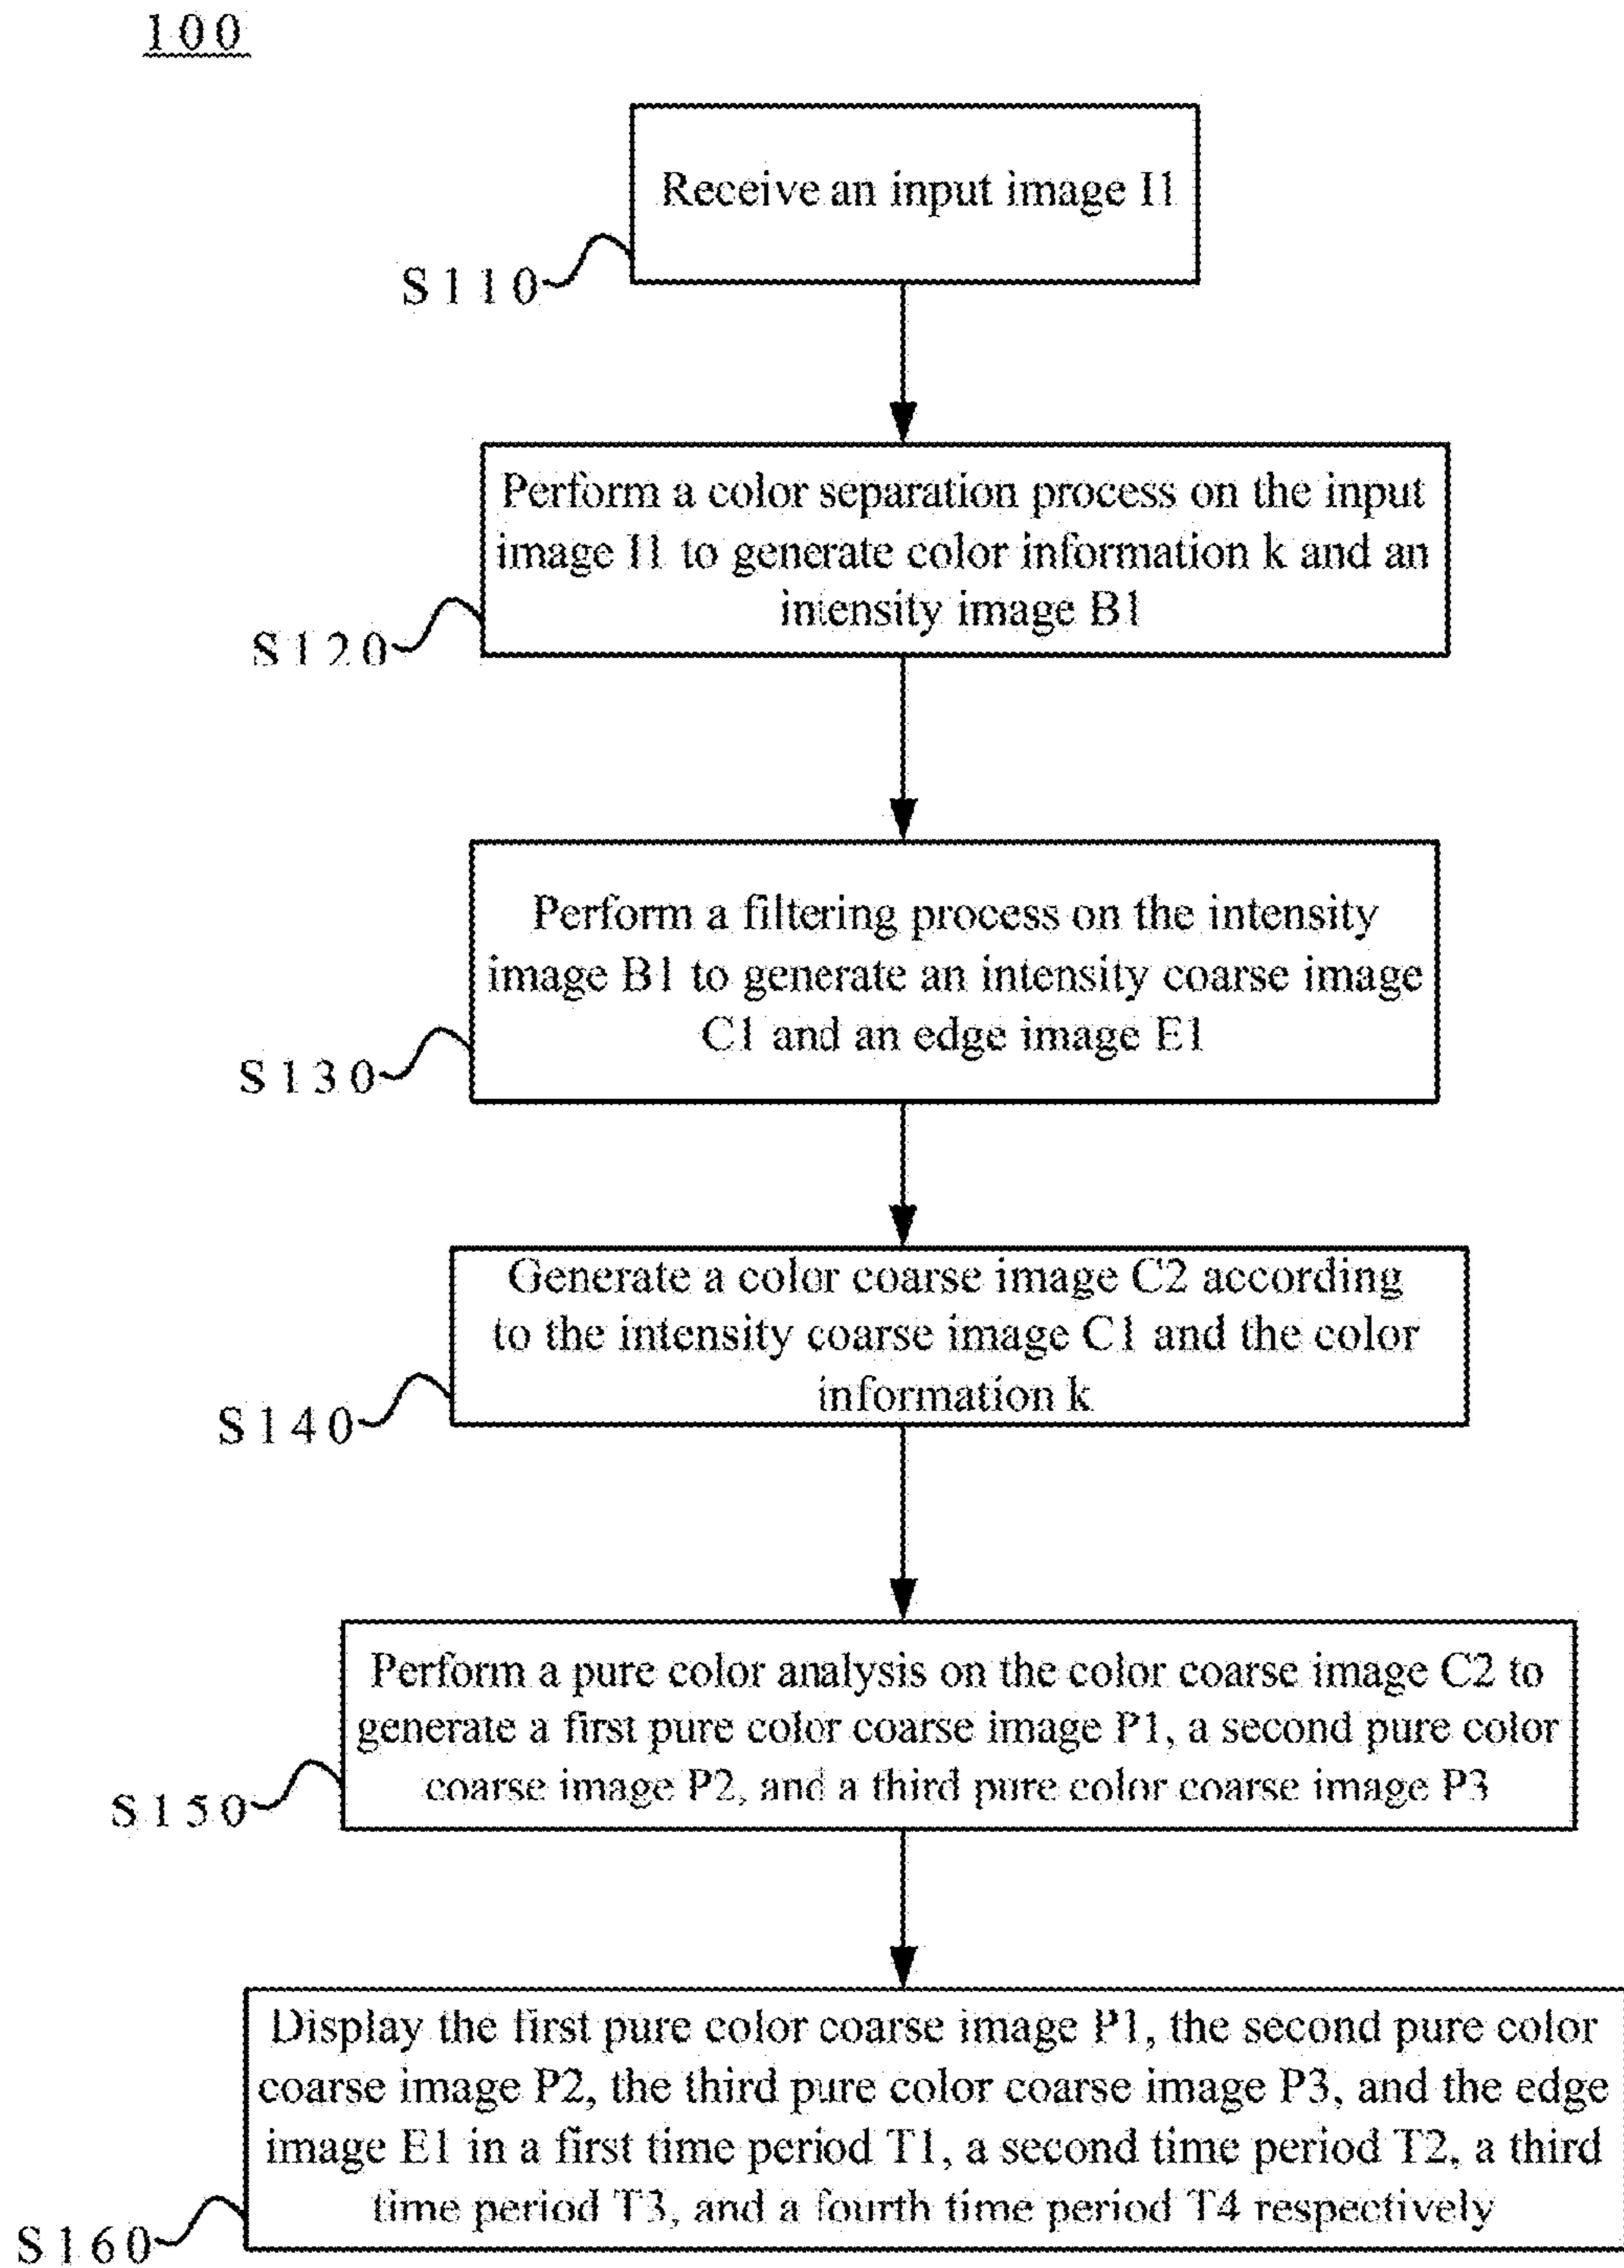 100
Receive an input image I1
S110
Perform a color separation process on the input
image I1 to generate color information k and an
intensity image B1
S120
Perform a filtering process on the intensity
image B1 to generate an intensity coarse image
C1 and an edge image E1
S130
Generate a color coarse image C2 according
to the intensity coarse image C1 and the color
information k
S140
Perform a pure color analysis on the color coarse image C2 to
generate a first pure color coarse image P1, a second pure color
coarse image P2, and a third pure color coarse image P3
S150
Display the first pure color coarse image P1, the second pure color
coarse image P2, the third pure color coarse image P3, and the edge
image E1 in a first time period T1, a second time period T2, a third
time period T3, and a fourth time period T4 respectively
S160